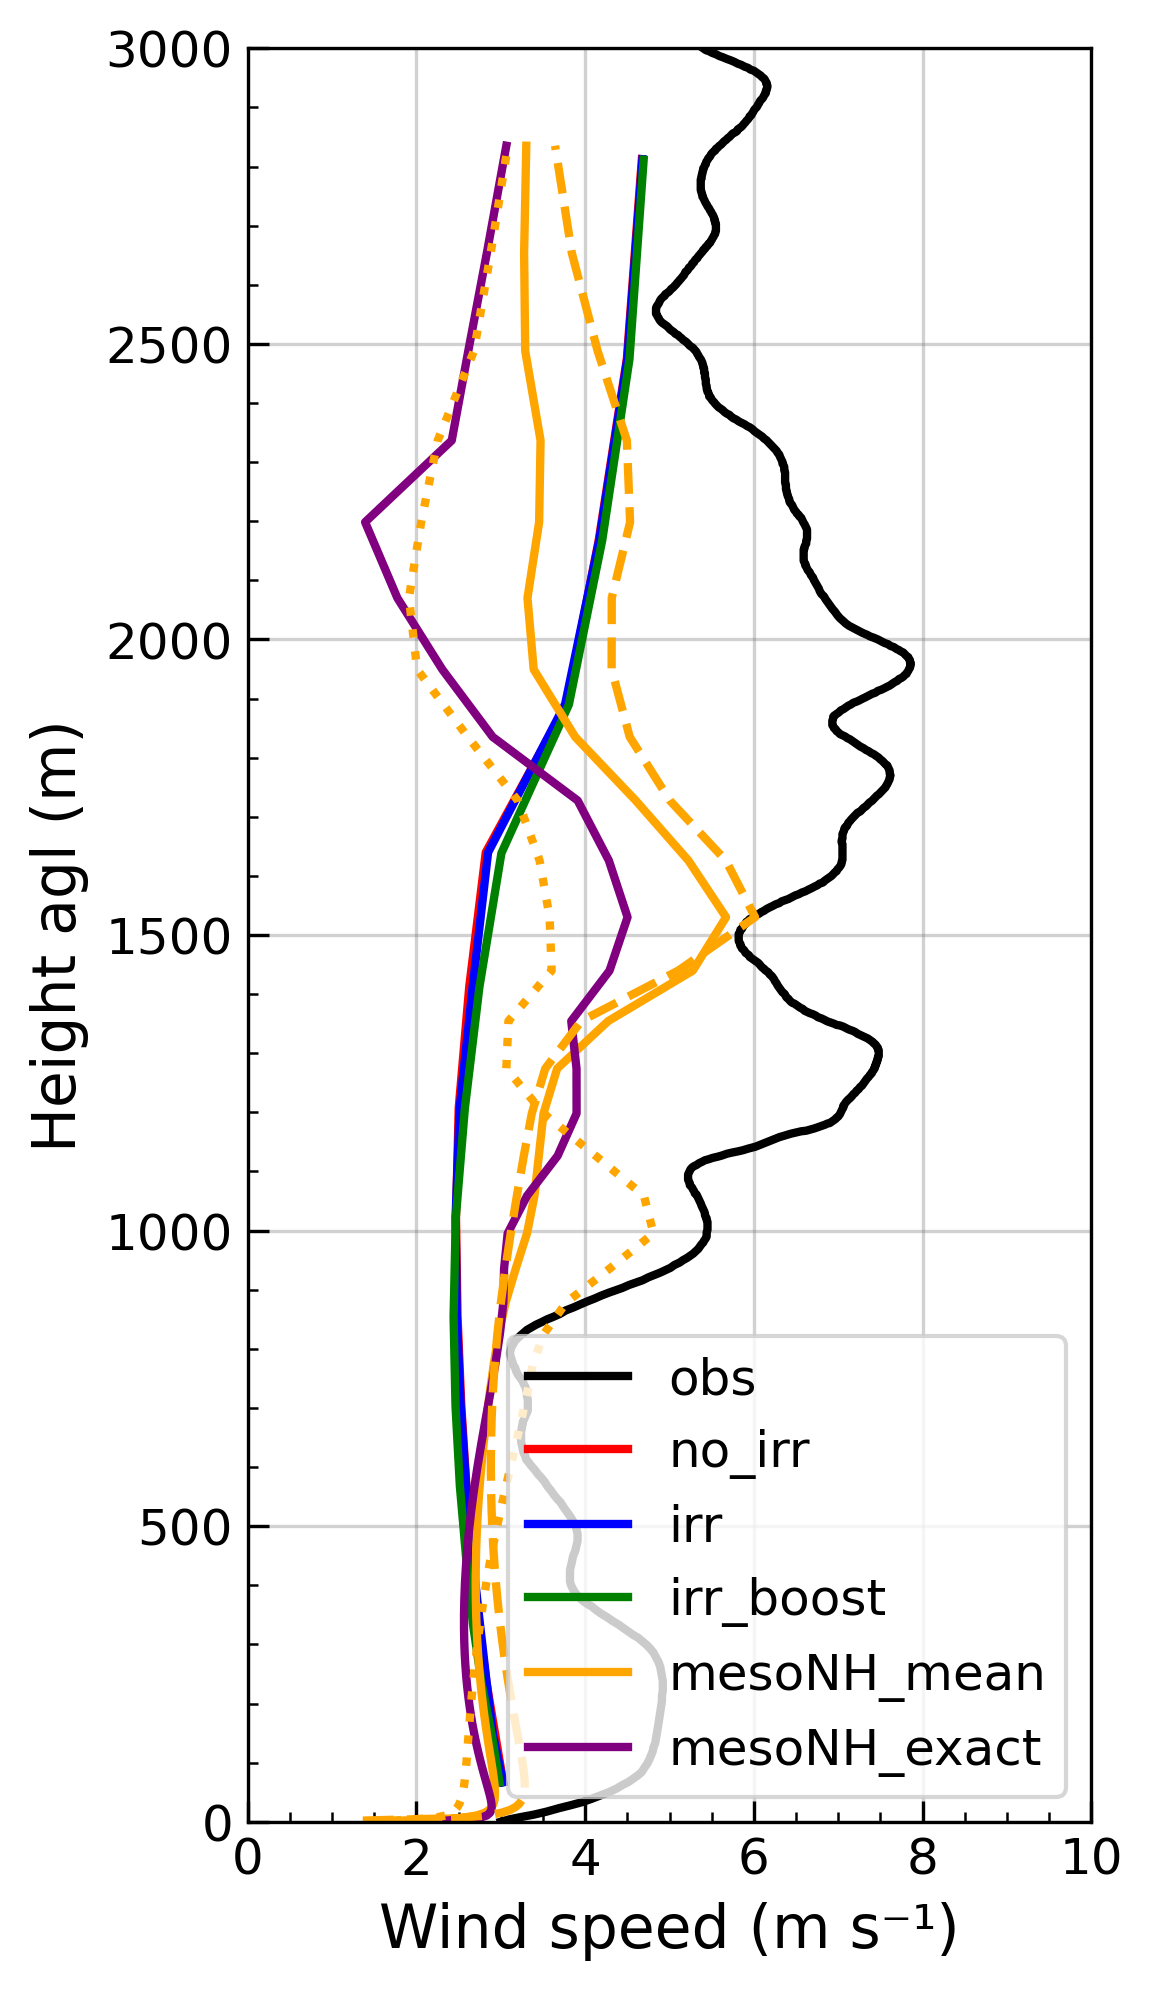 3000
2500
2000
1500
1000
500
0
Height agl (m)
obs
no_irr
irr
irr_boost
mesoNH_mean
mesoNH_exact
0 2 4 6 8 10
Wind speed (m s⁻¹)